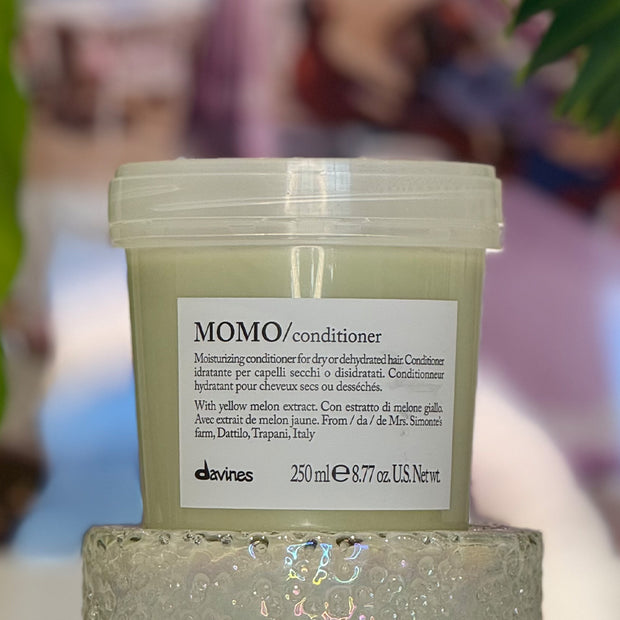 MOMO/conditioner
Moisturizing conditioner for dry or dehydrated hair. Conditioner
idratante per capelli secchi o disidratati. Conditionneur
hydratant pour cheveux secs ou desséchés.
With yellow melon extract. Con estratto di melone giallo.
Avec extrait de melon jaune. From / da / de Mrs. Simonte's
farm, Dattilo, Trapani, Italy
davines 250 ml ℮ 8.77 oz. U.S. Net wt.